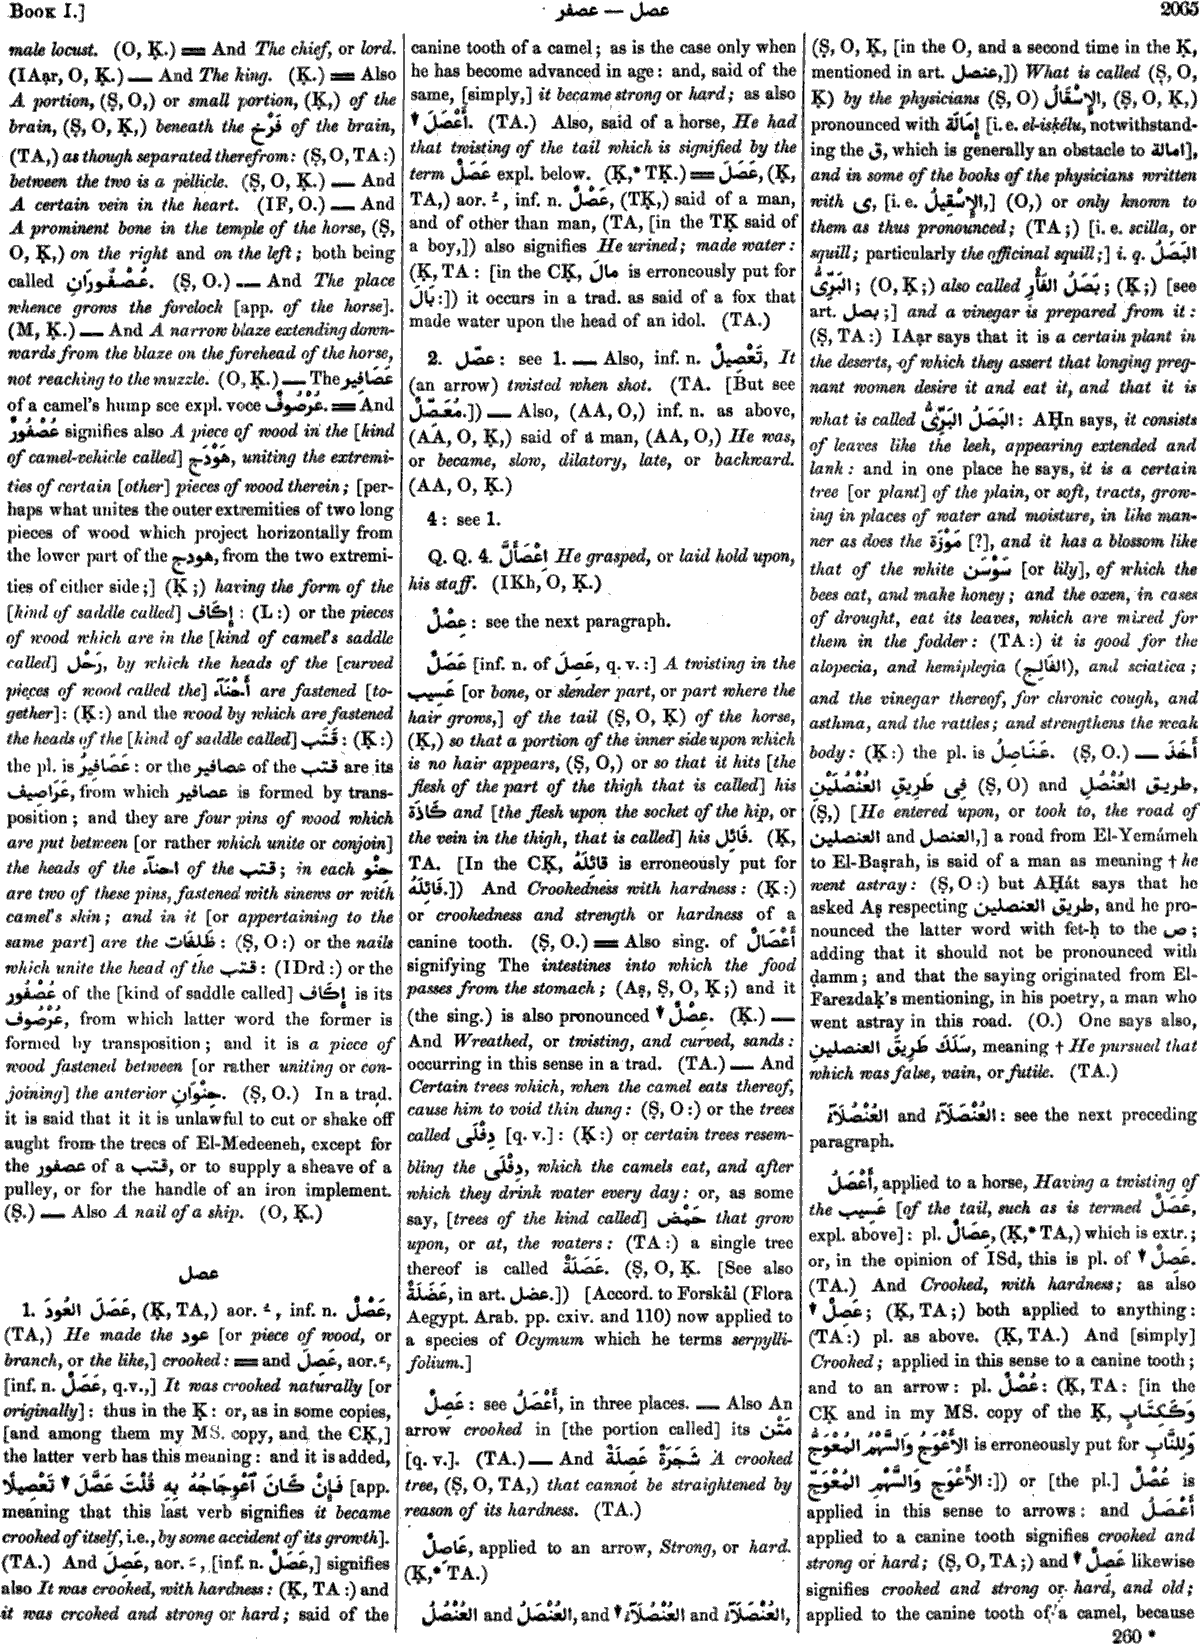 Book I.]
عصل — عصفر
2065
male locust. (O, Ḳ.) ══ And The chief, or lord.
(IAạr, O, Ḳ.) — And The king. (Ḳ.) ══ Also
A portion, (Ṣ, O,) or small portion, (Ḳ,) of the
brain, (Ṣ, O, Ḳ,) beneath the فَرْخ of the brain,
(TA,) as though separated therefrom: (Ṣ, O, TA:)
between the two is a pellicle. (Ṣ, O, Ḳ.) — And
A certain vein in the heart. (IF, O.) — And
A prominent bone in the temple of the horse, (Ṣ,
O, Ḳ,) on the right and on the left; both being
called عُصْفُورَانِ. (Ṣ, O.) — And The place
whence grows the forelock [app. of the horse].
(M, Ḳ.) — And A narrow blaze extending down-
wards from the blaze on the forehead of the horse,
not reaching to the muzzle. (O, Ḳ.) — The عَصَافِير
of a camel's hump see expl. voce عُرْصُوفٌ. ══ And
عُصْفُورٌ signifies also A piece of wood in the [kind
of camel-vehicle called] هَوْدَج, uniting the extremi-
ties of certain [other] pieces of wood therein; [per-
haps what unites the outer extremities of two long
pieces of wood which project horizontally from
the lower part of the هودج, from the two extremi-
ties of either side;] (Ḳ;) having the form of the
[kind of saddle called] إِكَاف: (L:) or the pieces
of wood which are in the [kind of camel's saddle
called] رَحْل, by which the heads of the [curved
pieces of wood called the] أَحْنَآء are fastened [to-
gether]: (Ḳ:) and the wood by which are fastened
the heads of the [kind of saddle called] قَتَب: (Ḳ:)
the pl. is عَصَافِيرُ: or the عصافير of the قتب are its
عَرَاصِيف, from which عصافير is formed by trans-
position; and they are four pins of wood which
are put between [or rather which unite or conjoin]
the heads of the احناء of the قتب; in each حِنْو
are two of these pins, fastened with sinews or with
camel's skin; and in it [or appertaining to the
same part] are the ظَلِفَات: (Ṣ, O:) or the nails
which unite the head of the قتب: (IDrd:) or the
عُصْفُور of the [kind of saddle called] إِكَاف is its
عُرْصُوف, from which latter word the former is
formed by transposition; and it is a piece of
wood fastened between [or rather uniting or con-
joining] the anterior حِنْوَانِ. (Ṣ, O.) In a trad.
it is said that it it is unlawful to cut or shake off
aught from the trees of El-Medeeneh, except for
the عصفور of a قتب, or to supply a sheave of a
pulley, or for the handle of an iron implement.
(Ṣ.) — Also A nail of a ship. (O, Ḳ.)
عصل
1. عَصَلَ العُودَ, (Ḳ, TA,) aor. ـُ, inf. n. عَصْلٌ,
(TA,) He made the عود [or piece of wood, or
branch, or the like,] crooked: ══ and عَصِلَ, aor. ـَ,
[inf. n. عَصَلٌ, q.v.,] It was crooked naturally [or
originally]: thus in the Ḳ: or, as in some copies,
[and among them my MS. copy, and the CḲ,]
the latter verb has this meaning: and it is added,
فَإِنْ كَانَ ٱعْوِجَاجُهُ بِهِ قُلْتَ عَصَّلَ ▼ تَعْصِيلًا [app.
meaning that this last verb signifies it became
crooked of itself, i.e., by some accident of its growth].
(TA.) And عَصِلَ, aor. ـَ, [inf. n. عَصَلٌ,] signifies
also It was crooked, with hardness: (Ḳ, TA:) and
it was crooked and strong or hard; said of the
canine tooth of a camel; as is the case only when
he has become advanced in age: and, said of the
same, [simply,] it became strong or hard; as also
▼ أَعْصَلَ. (TA.) Also, said of a horse, He had
that twisting of the tail which is signified by the
term عَصَلٌ expl. below. (Ḳ,* TḲ.) ══ عَصَلَ, (Ḳ,
TA,) aor. ـُ, inf. n. عَصْلٌ, (TḲ,) said of a man,
and of other than man, (TA, [in the TḲ said of
a boy,]) also signifies He urined; made water:
(Ḳ, TA: [in the CḲ, مالَ is erroneously put for
بَالَ:]) it occurs in a trad. as said of a fox that
made water upon the head of an idol. (TA.)
2. عصّل: see 1. — Also, inf. n. تَعْصِيلٌ, It
(an arrow) twisted when shot. (TA. [But see
مُعَصِّلٌ.]) — Also, (AA, O,) inf. n. as above,
(AA, O, Ḳ,) said of a man, (AA, O,) He was,
or became, slow, dilatory, late, or backward.
(AA, O, Ḳ.)
4: see 1.
Q. Q. 4. اِعْصَأَلَّ He grasped, or laid hold upon,
his staff. (IKh, O, Ḳ.)
عِصْلٌ: see the next paragraph.
عَصَلٌ [inf. n. of عَصِلَ, q. v.:] A twisting in the
عَسِيب [or bone, or slender part, or part where the
hair grows,] of the tail (Ṣ, O, Ḳ) of the horse,
(Ḳ,) so that a portion of the inner side upon which
is no hair appears, (Ṣ, O,) or so that it hits [the
flesh of the part of the thigh that is called] his
كَاذَة and [the flesh upon the socket of the hip, or
the vein in the thigh, that is called] his فَائِل. (Ḳ,
TA. [In the CḲ, قائِلَهُ is erroneously put for
فَائِلَهُ.]) And Crookedness with hardness: (Ḳ:)
or crookedness and strength or hardness of a
canine tooth. (Ṣ, O.) ══ Also sing. of أَعْصَالٌ
signifying The intestines into which the food
passes from the stomach; (Aṣ, Ṣ, O, Ḳ;) and it
(the sing.) is also pronounced ▼ عِصْلٌ. (Ḳ.) —
And Wreathed, or twisting, and curved, sands:
occurring in this sense in a trad. (TA.) — And
Certain trees which, when the camel eats thereof,
cause him to void thin dung: (Ṣ, O:) or the trees
called دِفْلَى [q. v.]: (Ḳ:) or certain trees resem-
bling the دِفْلَى, which the camels eat, and after
which they drink water every day: or, as some
say, [trees of the kind called] حَمْض that grow
upon, or at, the waters: (TA:) a single tree
thereof is called عَصَلَةٌ. (Ṣ, O, Ḳ. [See also
عَضَلَةٌ, in art. عضل.]) [Accord. to Forskål (Flora
Aegypt. Arab. pp. cxiv. and 110) now applied to
a species of Ocymum which he terms serpylli-
folium.]
عَصِلٌ: see أَعْصَلُ, in three places. — Also An
arrow crooked in [the portion called] its مَتْن
[q. v.]. (TA.) — And شَجَرَةٌ عَصِلَةٌ A crooked
tree, (Ṣ, O, TA,) that cannot be straightened by
reason of its hardness. (TA.)
عَاصِلٌ, applied to an arrow, Strong, or hard.
(Ḳ,* TA.)
العُنْصُلُ and العُنْصَلُ, and ▼ العُنْصُلَآءُ and العُنْصَلَآءُ,
(Ṣ, O, Ḳ, [in the O, and a second time in the Ḳ,
mentioned in art. عنصل,]) What is called (Ṣ, O,
Ḳ) by the physicians (Ṣ, O) الإِسْقَالُ, (Ṣ, O, Ḳ,)
pronounced with إِمَالَة [i. e. el-isḳélu, notwithstand-
ing the ق, which is generally an obstacle to امالة],
and in some of the books of the physicians written
with ى, [i. e. الإِسْقِيلُ,] (O,) or only known to
them as thus pronounced; (TA;) [i. e. scilla, or
squill; particularly the officinal squill;] i. q. البَصَلُ
البَرِّىُّ; (O, Ḳ;) also called بَصَلُ الفَأْرِ; (Ḳ;) [see
art. بصل;] and a vinegar is prepared from it:
(Ṣ, TA:) IAạr says that it is a certain plant in
the deserts, of which they assert that longing preg-
nant women desire it and eat it, and that it is
what is called البَصَلُ البَرِّىُّ: AḤn says, it consists
of leaves like the leek, appearing extended and
lank: and in one place he says, it is a certain
tree [or plant] of the plain, or soft, tracts, grow-
ing in places of water and moisture, in like man-
ner as does the مَوْزَة [?], and it has a blossom like
that of the white سَوْسَن [or lily], of which the
bees eat, and make honey; and the oxen, in cases
of drought, eat its leaves, which are mixed for
them in the fodder: (TA:) it is good for the
alopecia, and hemiplegia (الفَالِج), and sciatica;
and the vinegar thereof, for chronic cough, and
asthma, and the rattles; and strengthens the weak
body: (Ḳ:) the pl. is عَنَاصِلُ. (Ṣ, O.) — أَخَذَ
فِى طَرِيقِ العُنْصُلَيْنِ (Ṣ, O) and طريق العُنْصُلِ,
(Ṣ,) [He entered upon, or took to, the road of
العنصلين and العنصل,] a road from El-Yemámeh
to El-Baṣrah, is said of a man as meaning † he
went astray: (Ṣ, O:) but AḤát says that he
asked Aṣ respecting طريق العنصلين, and he pro-
nounced the latter word with fet-ḥ to the ص;
adding that it should not be pronounced with
ḍamm; and that the saying originated from El-
Farezdaḳ's mentioning, in his poetry, a man who
went astray in this road. (O.) One says also,
سَلَكَ طَرِيقَ العنصلين, meaning † He pursued that
which was false, vain, or futile. (TA.)
العُنْصُلَآءُ and العُنْصَلَآءُ: see the next preceding
paragraph.
أَعْصَلُ, applied to a horse, Having a twisting of
the عَسِيب [of the tail, such as is termed عَصَلٌ,
expl. above]: pl. عِصَالٌ, (Ḳ,* TA,) which is extr.;
or, in the opinion of ISd, this is pl. of ▼ عَصِلٌ.
(TA.) And Crooked, with hardness; as also
▼ عَصِلٌ; (Ḳ, TA;) both applied to anything:
(TA:) pl. as above. (Ḳ, TA.) And [simply]
Crooked; applied in this sense to a canine tooth;
and to an arrow: pl. عُصْلٌ: (Ḳ, TA: [in the
CḲ and in my MS. copy of the Ḳ, وَكَكِتَابٍ
الأَعْوَجُ وَالسَّهْمُ المُعْوَجُّ is erroneously put for وَلِلنَّابِ
الأَعْوَجِ وَالسَّهْمِ المُعْوَجِّ:]) or [the pl.] عُصْلٌ is
applied in this sense to arrows: and أَعْصَلُ
applied to a canine tooth signifies crooked and
strong or hard; (Ṣ, O, TA;) and ▼ عَصِلٌ likewise
signifies crooked and strong or hard, and old;
applied to the canine tooth of a camel, because
260 *